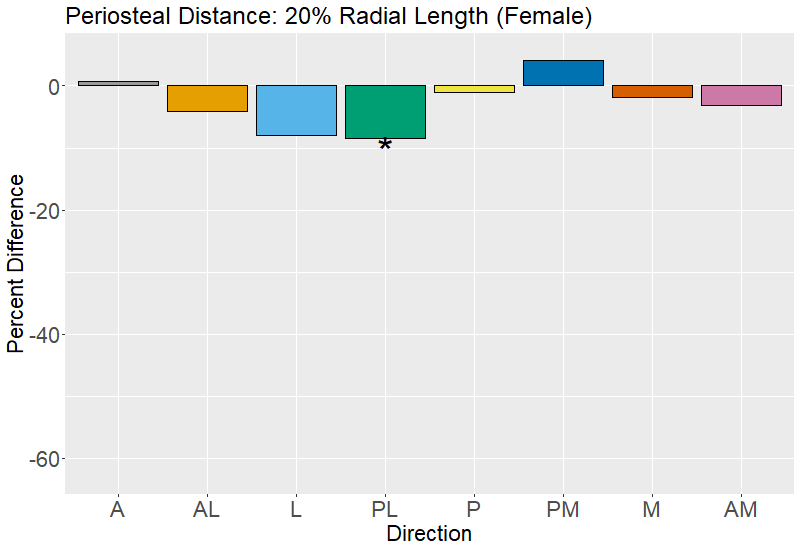 Periosteal Distance: 20% Radial Length (Female)
Percent Difference
0
-20
-40
-60
*
A AL L PL P PM M AM
Direction